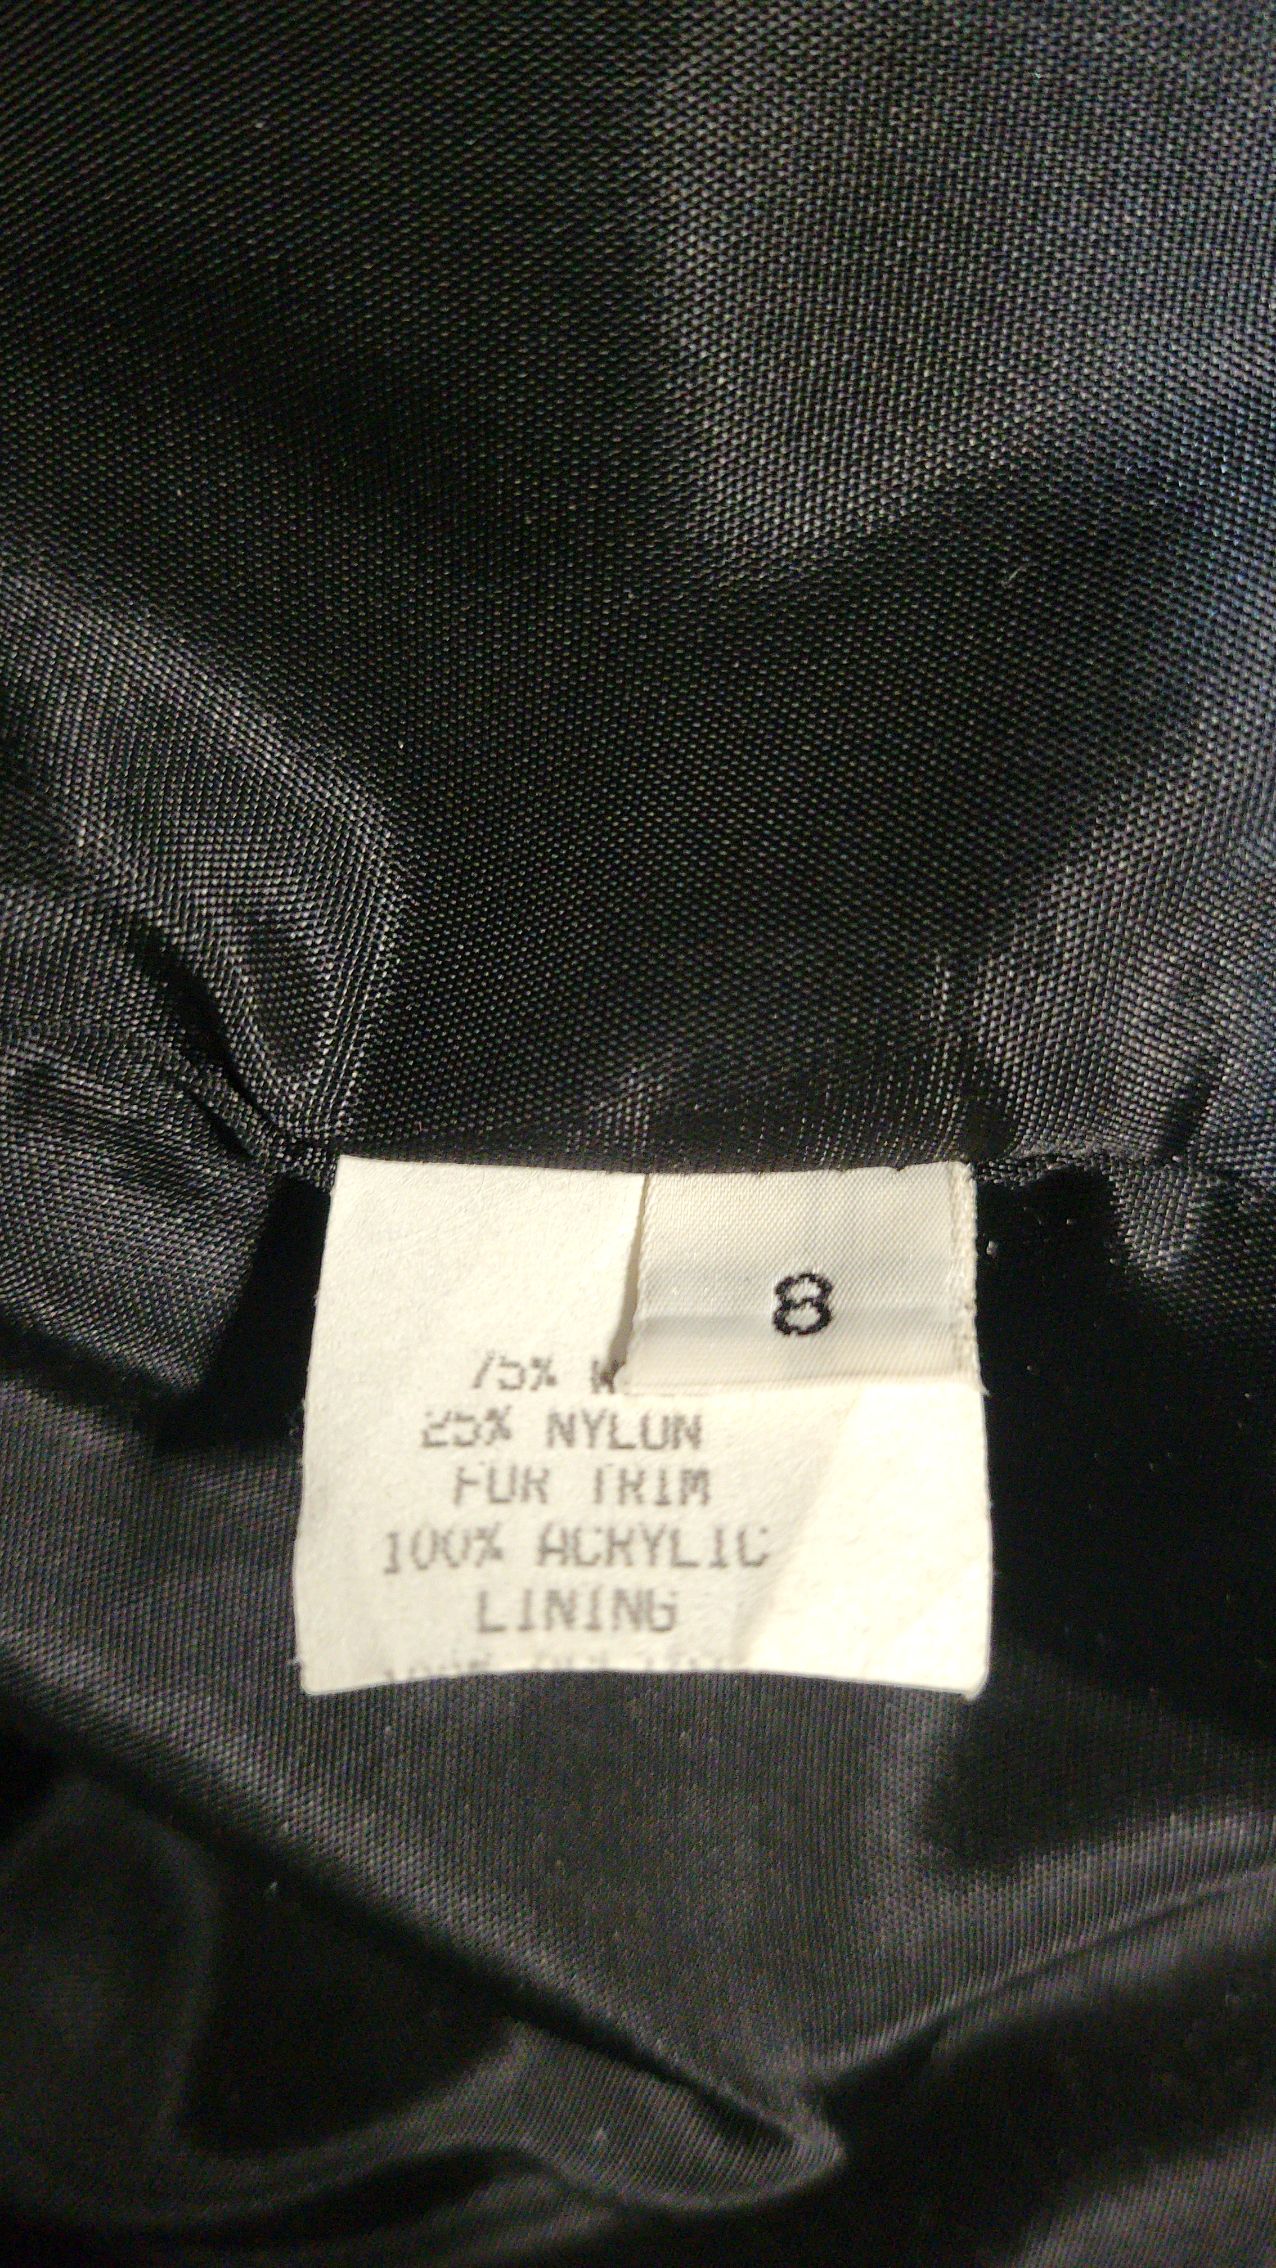 8
75%
25% NYLON
FUR TRIM
100% ACRYLIC
LINING